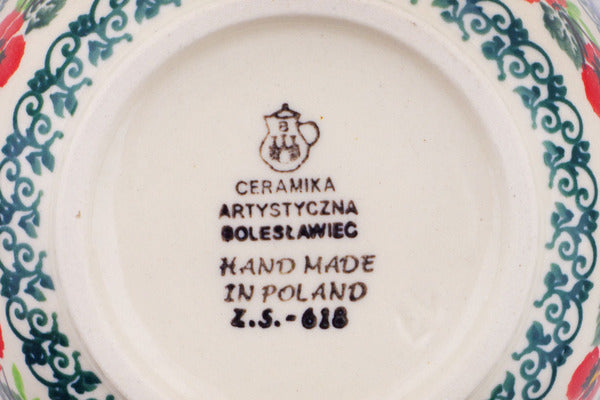 CERAMIKA
ARTYSTYCZNA
BOLESŁAWIEC
HAND MADE
IN POLAND
Z.S.-618